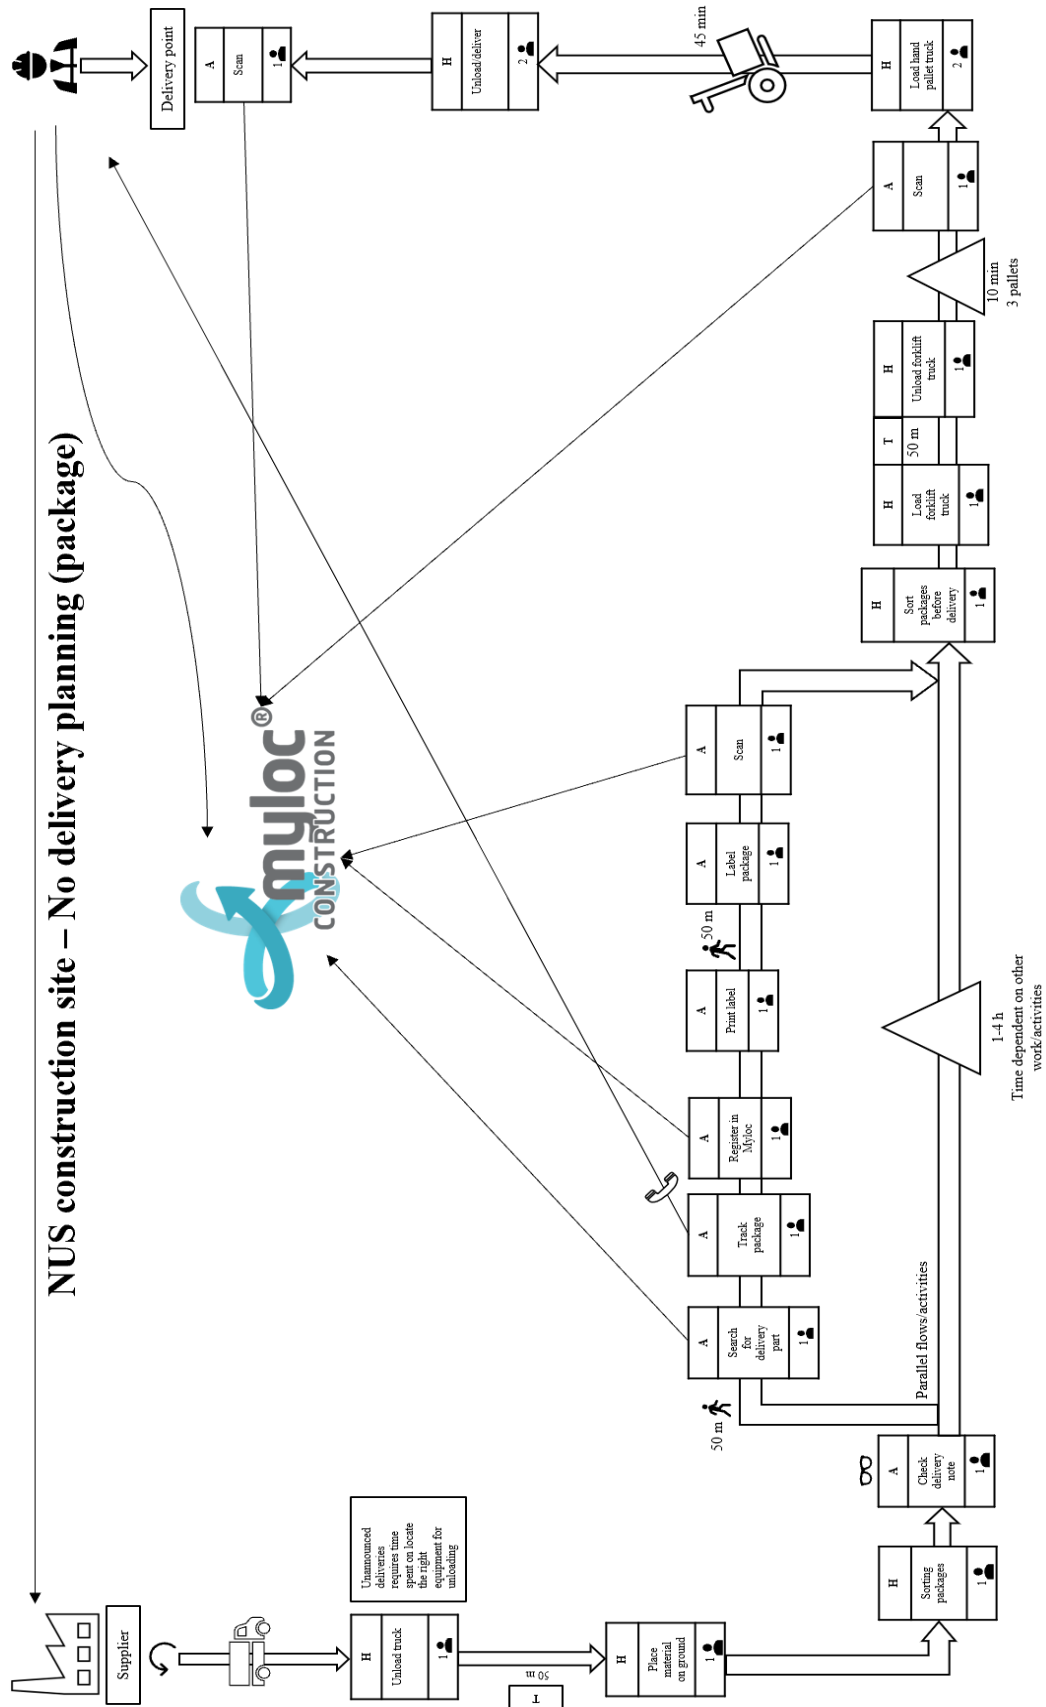 NUS construction site – No delivery planning (package)
Supplier
H
Unload truck
1
Unannounced
deliveries
requires time
spent on locate
the right
equipment for
unloading
T
50 m
H
Place
material
on ground
1
H
Sorting
packages
1
A
Check
delivery
note
1
Parallel flows/activities
50 m
A
Search
for
delivery
part
1
A
Track
package
1
A
Register in
Myloc
1
A
Print label
1
50 m
A
Label
package
1
A
Scan
1
1-4 h
Time dependent on other
work/activities
H
Sort
packages
before
delivery
1
H
Load
forklift
truck
1
T
50 m
H
Unload forklift
truck
1
10 min
3 pallets
A
Scan
1
H
Load hand
pallet truck
2
45 min
H
Unload/deliver
2
A
Scan
1
Delivery point
myloc®
CONSTRUCTION